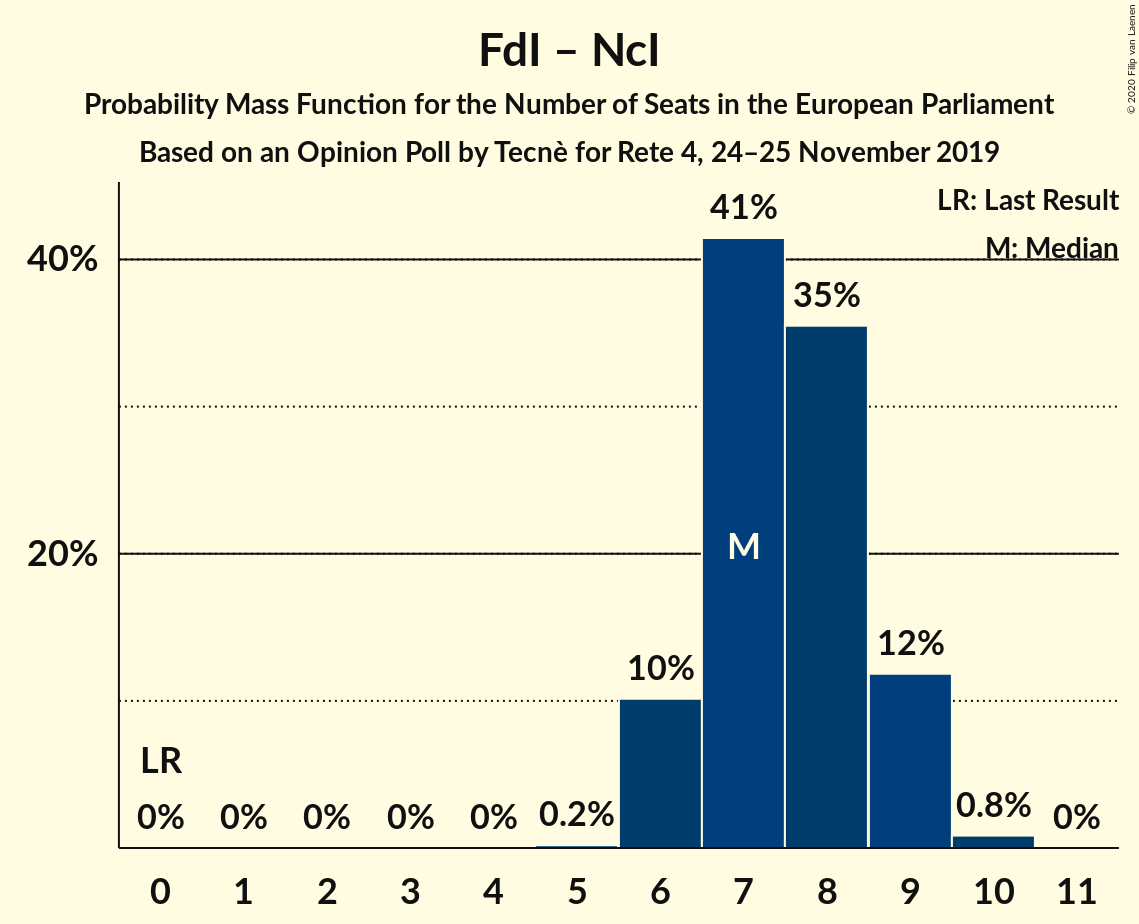 FdI – NcI
Probability Mass Function for the Number of Seats in the European Parliament
Based on an Opinion Poll by Tecnè for Rete 4, 24–25 November 2019
© 2020 Filip van Laenen
LR: Last Result
M: Median
41%
40%
35%
M
20%
12%
10%
LR
0% 0% 0% 0% 0% 0.2% 0.8% 0%
0 1 2 3 4 5 6 7 8 9 10 11